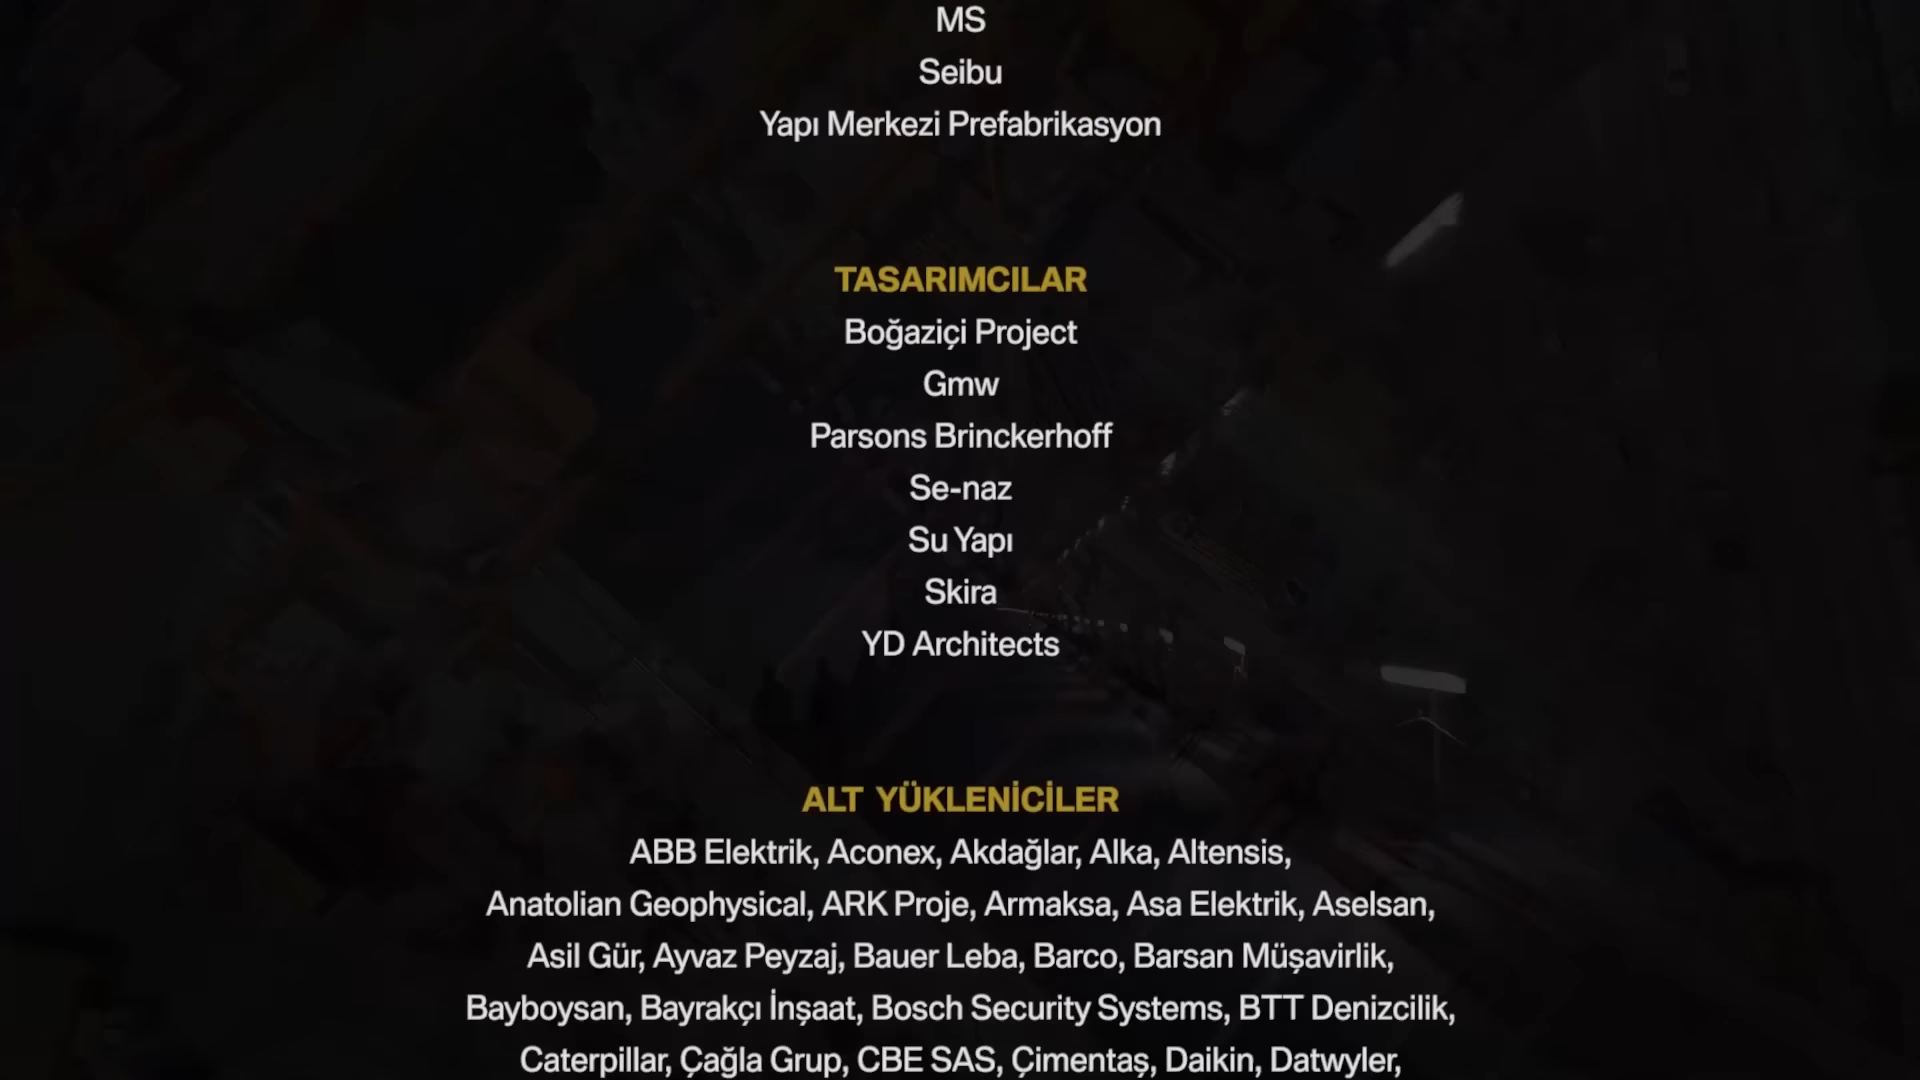 MS
Seibu
Yapı Merkezi Prefabrikasyon
TASARIMCILAR
Boğaziçi Project
Gmw
Parsons Brinckerhoff
Se-naz
Su Yapı
Skira
YD Architects
ALT YÜKLENİCİLER
ABB Elektrik, Aconex, Akdağlar, Alka, Altensis,
Anatolian Geophysical, ARK Proje, Armaksa, Asa Elektrik, Aselsan,
Asil Gür, Ayvaz Peyzaj, Bauer Leba, Barco, Barsan Müşavirlik,
Bayboysan, Bayrakçı İnşaat, Bosch Security Systems, BTT Denizcilik,
Caterpillar, Çağla Grup, CBE SAS, Çimentaş, Daikin, Datwyler,